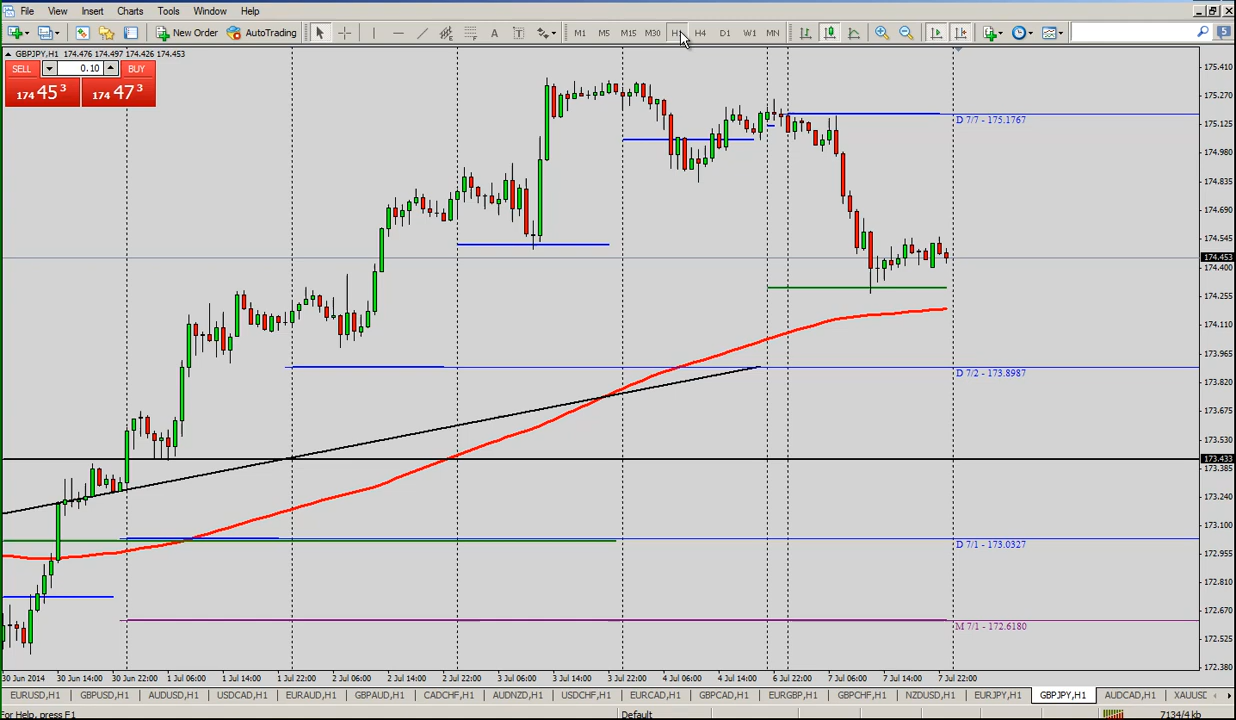 File View Insert Charts Tools Window Help
New Order AutoTrading A T M1 M5 M15 M30 H1 H4 D1 W1 MN 5
GBPJPY,H1 174.476 174.497 174.426 174.453
SELL 0.10 BUY
174 45 3 174 47 3
175.410
175.270
D 7/7 - 175.1767
175.125
174.980
174.835
174.690
174.545
174.453
174.400
174.255
174.110
173.965
D 7/2 - 173.8987
173.820
173.675
173.530
173.433
173.385
173.240
173.100
D 7/1 - 173.0327
172.955
172.810
172.670
M 7/1 - 172.6180
172.525
172.380
30 Jun 2014 30 Jun 14:00 30 Jun 22:00 1 Jul 06:00 1 Jul 14:00 1 Jul 22:00 2 Jul 06:00 2 Jul 14:00 2 Jul 22:00 3 Jul 06:00 3 Jul 14:00 3 Jul 22:00 4 Jul 06:00 4 Jul 14:00 6 Jul 22:00 7 Jul 06:00 7 Jul 14:00 7 Jul 22:00
EURUSD,H1 GBPUSD,H1 AUDUSD,H1 USDCAD,H1 EURAUD,H1 GBPAUD,H1 CADCHF,H1 AUDNZD,H1 USDCHF,H1 EURCAD,H1 GBPCAD,H1 EURGBP,H1 GBPCHF,H1 NZDUSD,H1 EURJPY,H1 GBPJPY,H1 AUDCAD,H1 XAUUSD
For Help, press F1 Default 7134/4 kb